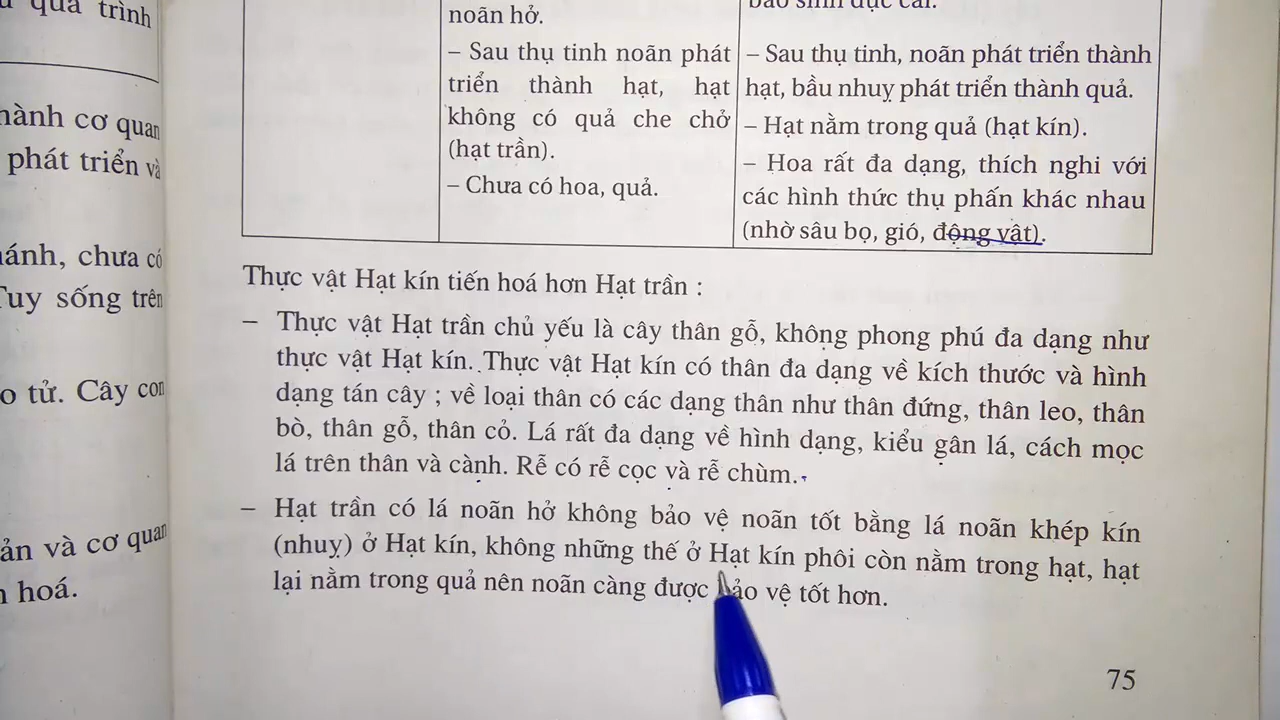 quá trình
hành cơ quan
phát triển và
ánh, chưa có
Tuy sống trên
o tử. Cây con
ản và cơ quan
hoá.
noãn hở.
– Sau thụ tinh noãn phát
triển thành hạt, hạt
không có quả che chở
(hạt trần).
– Chưa có hoa, quả.
bào sinh dục cái.
– Sau thụ tinh, noãn phát triển thành
hạt, bầu nhuỵ phát triển thành quả.
– Hạt nằm trong quả (hạt kín).
– Hoa rất đa dạng, thích nghi với
các hình thức thụ phấn khác nhau
(nhờ sâu bọ, gió, động vật).
Thực vật Hạt kín tiến hoá hơn Hạt trần :
– Thực vật Hạt trần chủ yếu là cây thân gỗ, không phong phú đa dạng như
thực vật Hạt kín. Thực vật Hạt kín có thân đa dạng về kích thước và hình
dạng tán cây ; về loại thân có các dạng thân như thân đứng, thân leo, thân
bò, thân gỗ, thân cỏ. Lá rất đa dạng về hình dạng, kiểu gân lá, cách mọc
lá trên thân và cành. Rễ có rễ cọc và rễ chùm.
– Hạt trần có lá noãn hở không bảo vệ noãn tốt bằng lá noãn khép kín
(nhuỵ) ở Hạt kín, không những thế ở Hạt kín phôi còn nằm trong hạt, hạt
lại nằm trong quả nên noãn càng được bảo vệ tốt hơn.
75